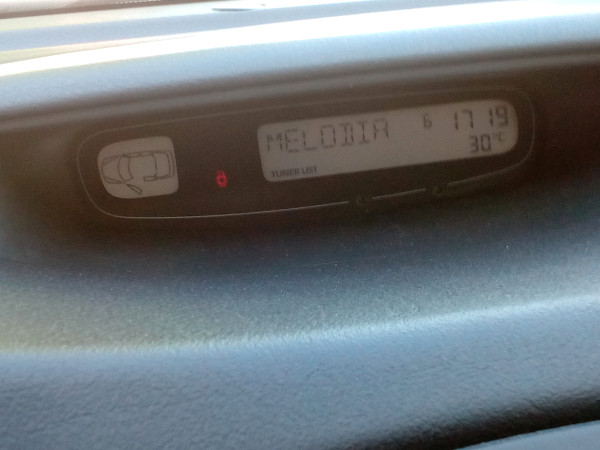 MELODIA 6 17 19
30°C
TUNER LIST